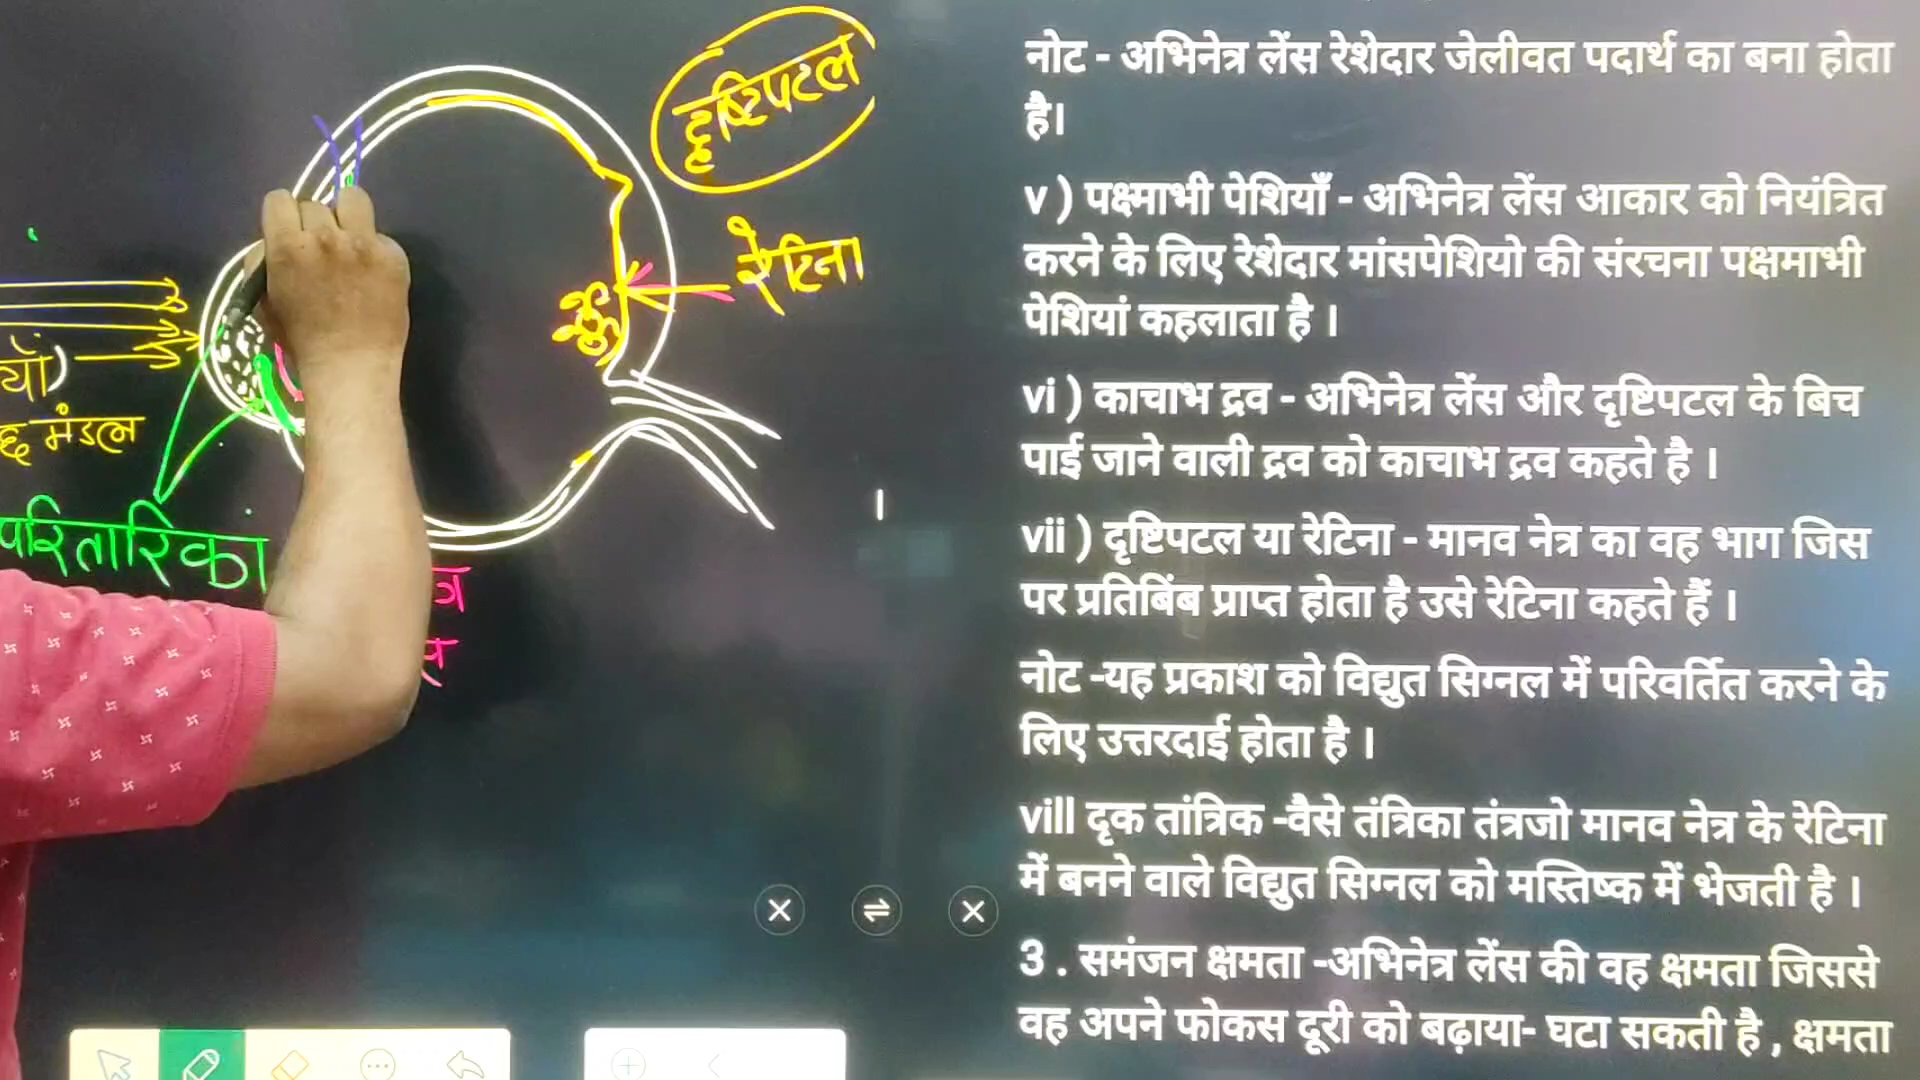 दृष्टिपटल
रेटिना
मंडल
परितारिका
नोट - अभिनेत्र लेंस रेशेदार जेलीवत पदार्थ का बना होता
है।
v ) पक्ष्माभी पेशियाँ - अभिनेत्र लेंस आकार को नियंत्रित
करने के लिए रेशेदार मांसपेशियो की संरचना पक्षमाभी
पेशियां कहलाता है ।
vi ) काचाभ द्रव - अभिनेत्र लेंस और दृष्टिपटल के बिच
पाई जाने वाली द्रव को काचाभ द्रव कहते है ।
vii ) दृष्टिपटल या रेटिना - मानव नेत्र का वह भाग जिस
पर प्रतिबिंब प्राप्त होता है उसे रेटिना कहते हैं ।
नोट -यह प्रकाश को विद्युत सिग्नल में परिवर्तित करने के
लिए उत्तरदाई होता है ।
vill दृक तांत्रिक -वैसे तंत्रिका तंत्रजो मानव नेत्र के रेटिना
में बनने वाले विद्युत सिग्नल को मस्तिष्क में भेजती है ।
3 . समंजन क्षमता -अभिनेत्र लेंस की वह क्षमता जिससे
वह अपने फोकस दूरी को बढ़ाया- घटा सकती है , क्षमता